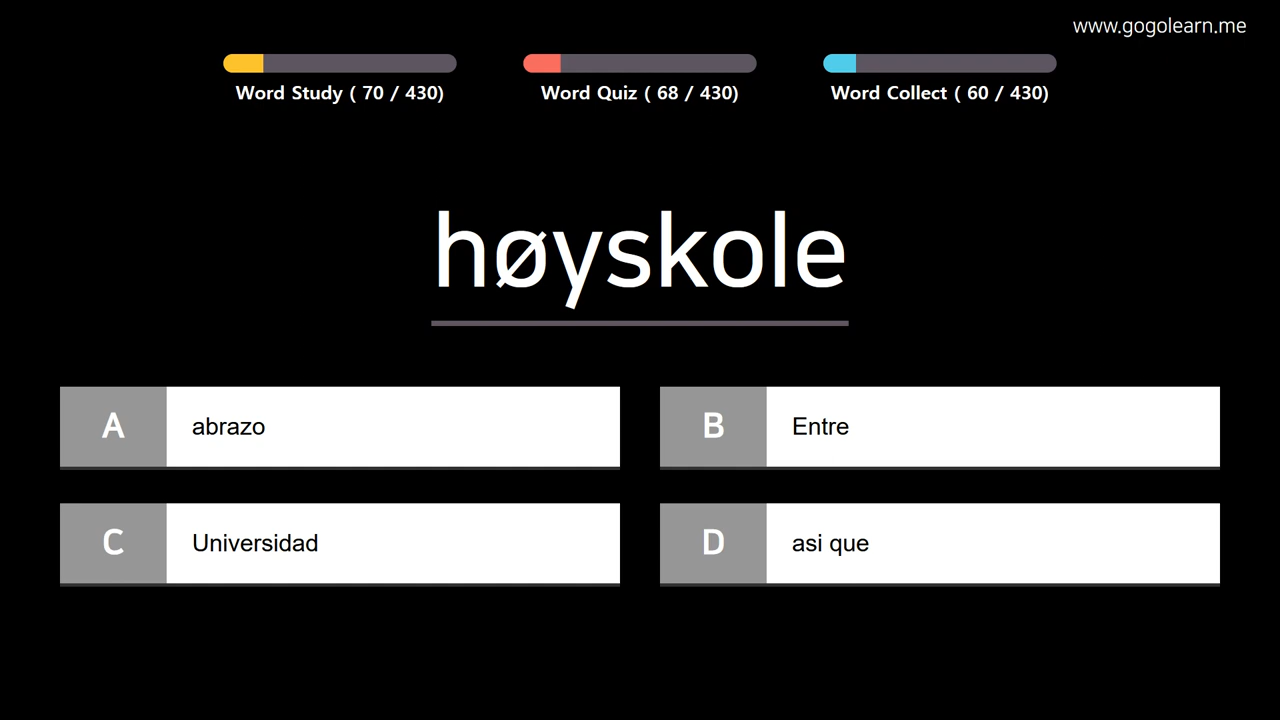 www.gogolearn.me
Word Study ( 70 / 430)
Word Quiz ( 68 / 430)
Word Collect ( 60 / 430)
høyskole
A abrazo
B Entre
C Universidad
D asi que